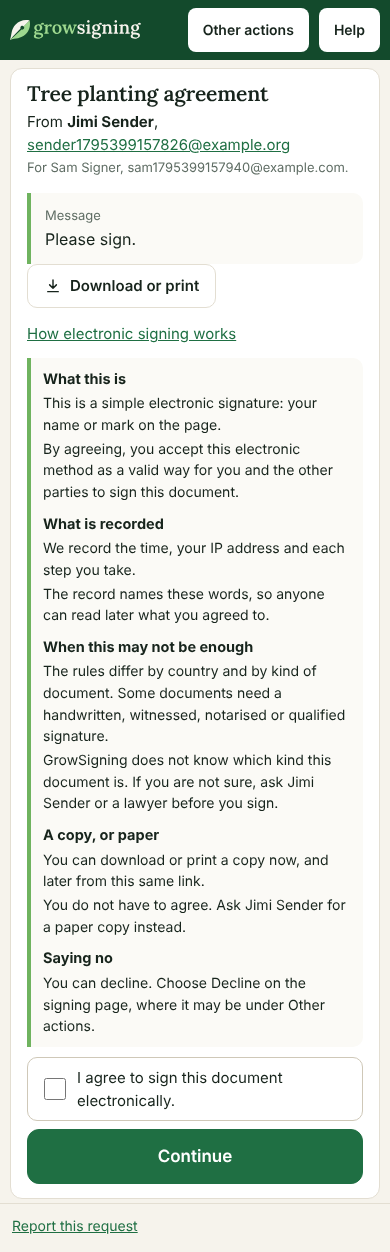 growsigning
Other actions
Help
Tree planting agreement
From Jimi Sender,
sender1795399157826@example.org
For Sam Signer, sam1795399157940@example.com.
Message
Please sign.
Download or print
How electronic signing works
What this is
This is a simple electronic signature: your
name or mark on the page.
By agreeing, you accept this electronic
method as a valid way for you and the other
parties to sign this document.
What is recorded
We record the time, your IP address and each
step you take.
The record names these words, so anyone
can read later what you agreed to.
When this may not be enough
The rules differ by country and by kind of
document. Some documents need a
handwritten, witnessed, notarised or qualified
signature.
GrowSigning does not know which kind this
document is. If you are not sure, ask Jimi
Sender or a lawyer before you sign.
A copy, or paper
You can download or print a copy now, and
later from this same link.
You do not have to agree. Ask Jimi Sender for
a paper copy instead.
Saying no
You can decline. Choose Decline on the
signing page, where it may be under Other
actions.
I agree to sign this document
electronically.
Continue
Report this request